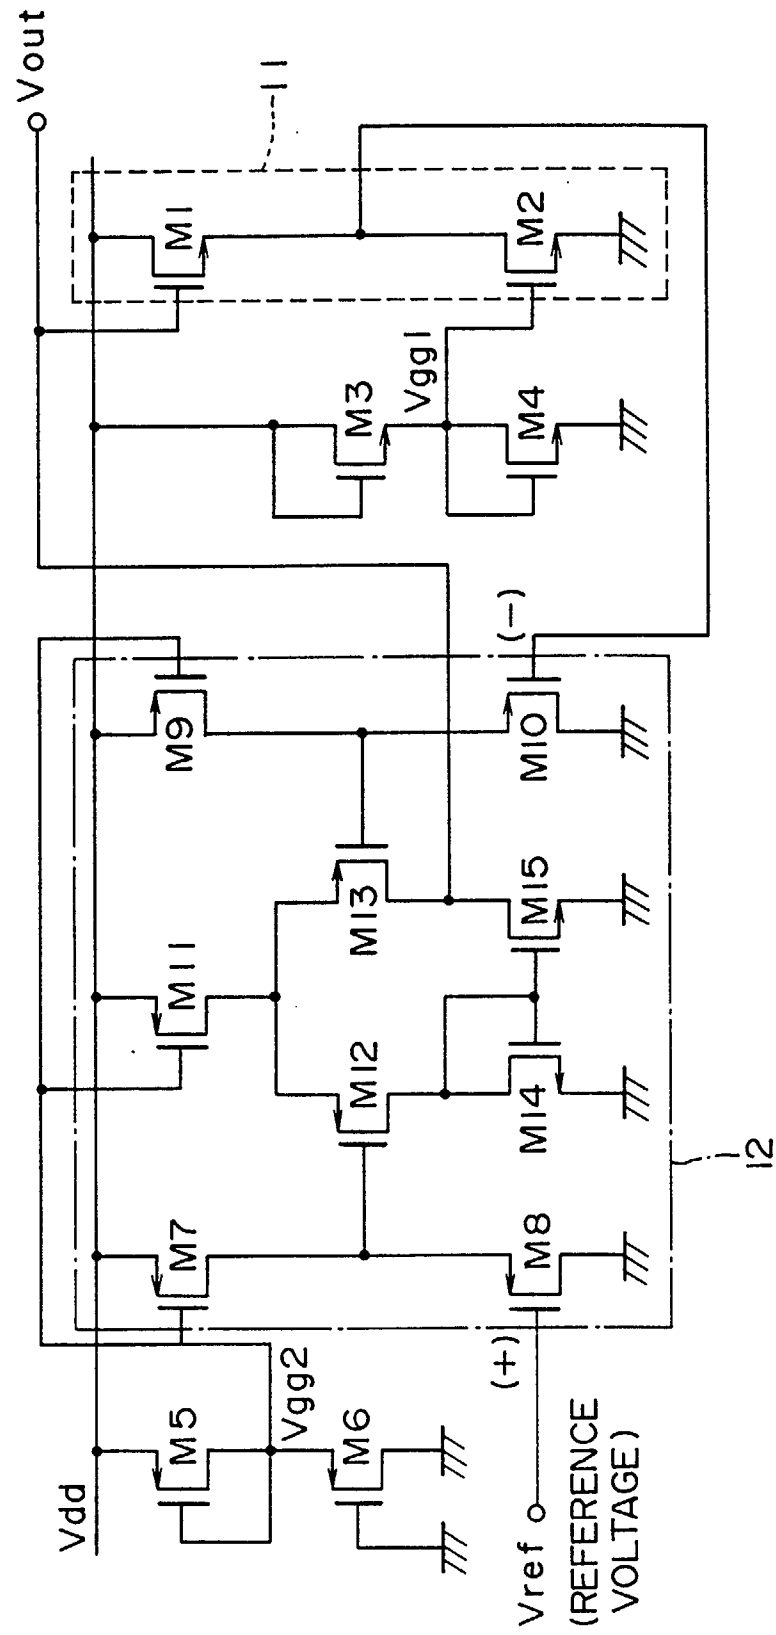 Vdd
M5
Vgg2
M6
Vref
(REFERENCE
VOLTAGE)
(+)
M7
M8
M11
M12
M13
M14
M15
M9
M10
(-)
12
M3
Vgg1
M4
M1
M2
11
Vout